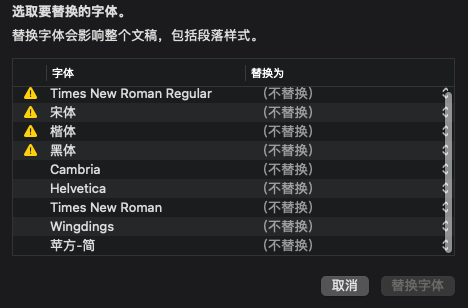 选取要替换的字体。
替换字体会影响整个文稿，包括段落样式。
字体 替换为
Times New Roman Regular （不替换）
宋体 （不替换）
楷体 （不替换）
黑体 （不替换）
Cambria （不替换）
Helvetica （不替换）
Times New Roman （不替换）
Wingdings （不替换）
苹方-简 （不替换）
取消 替换字体